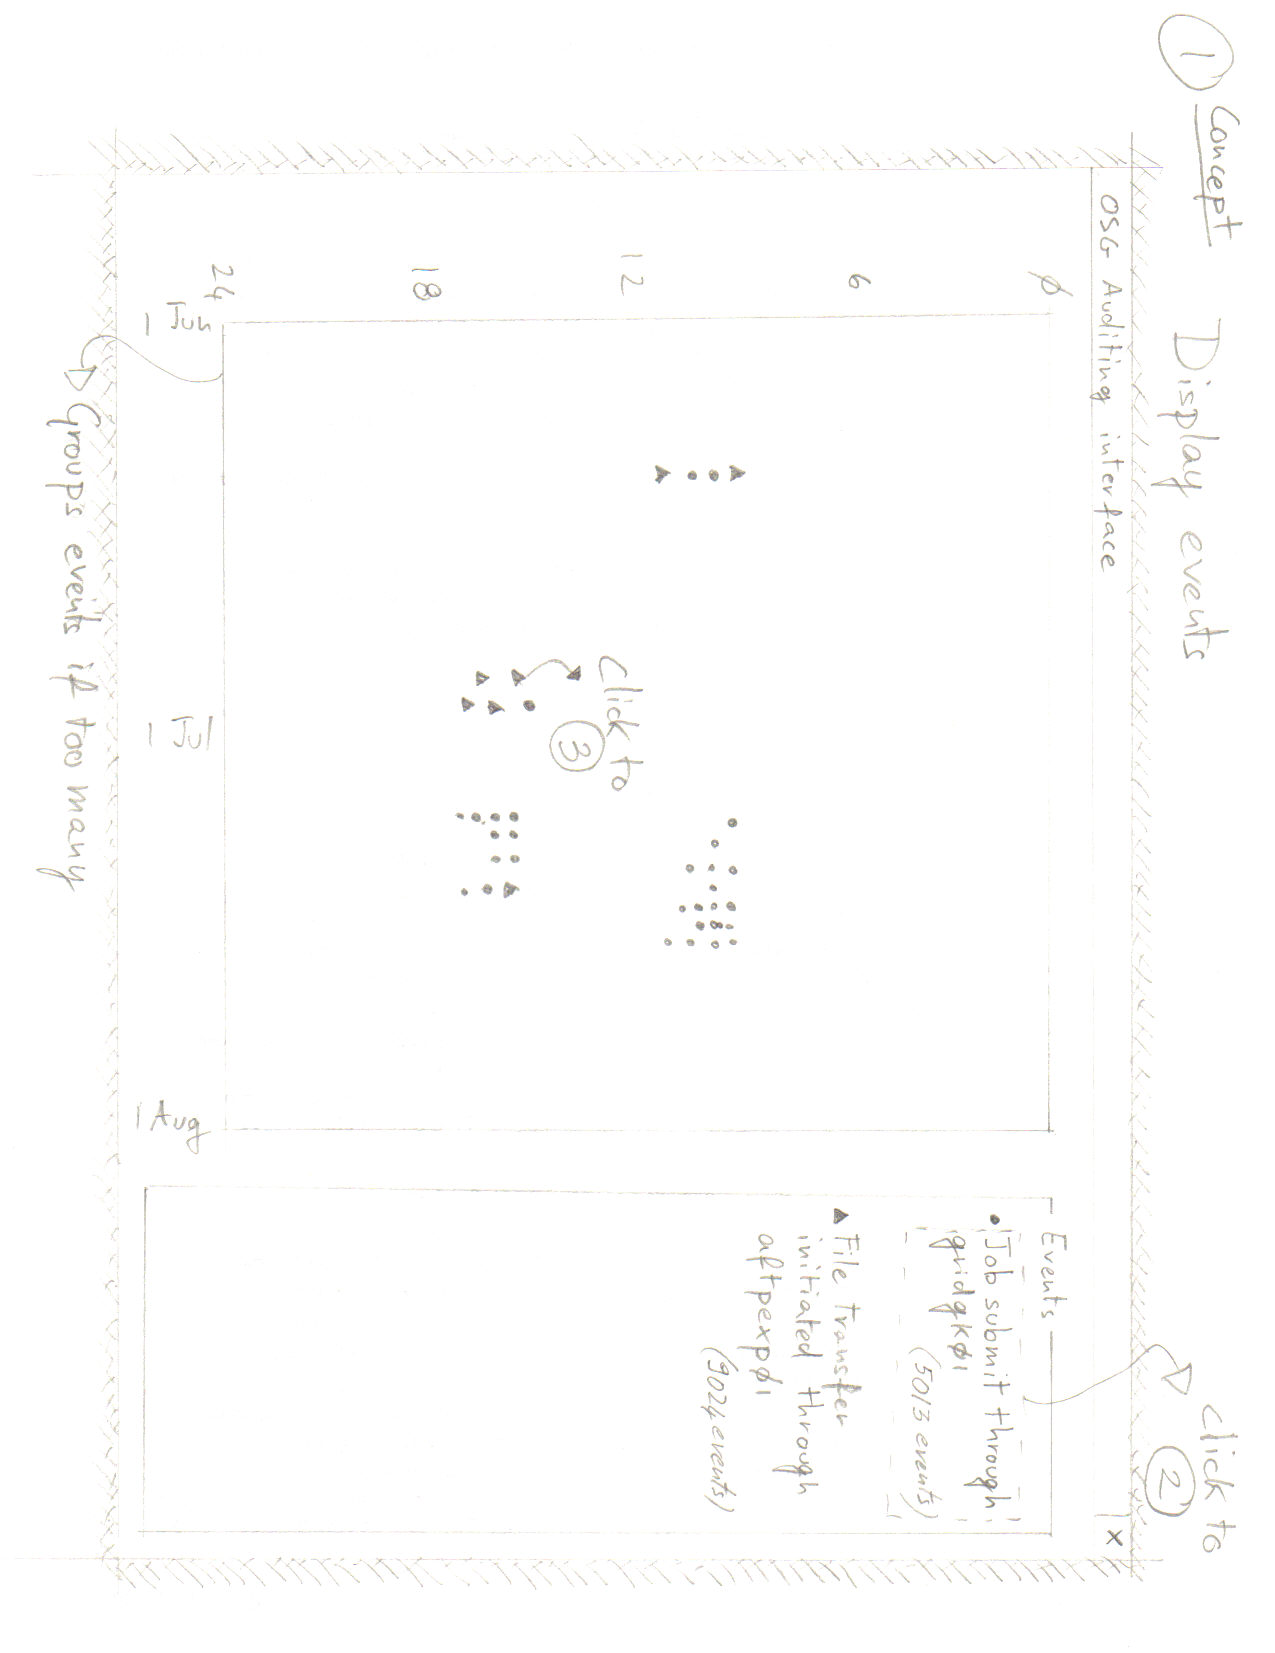 ① Concept Display events
Click to
②
OSG Auditing interface
x
ø
6
12
18
24
1 Jun
1 Jul
1 Aug
Click to
③
Events
Job submit through
gridgkø1
(5013 events)
File transfer
initiated through
aftpexpø1
(9024 events)
Groups events if too many